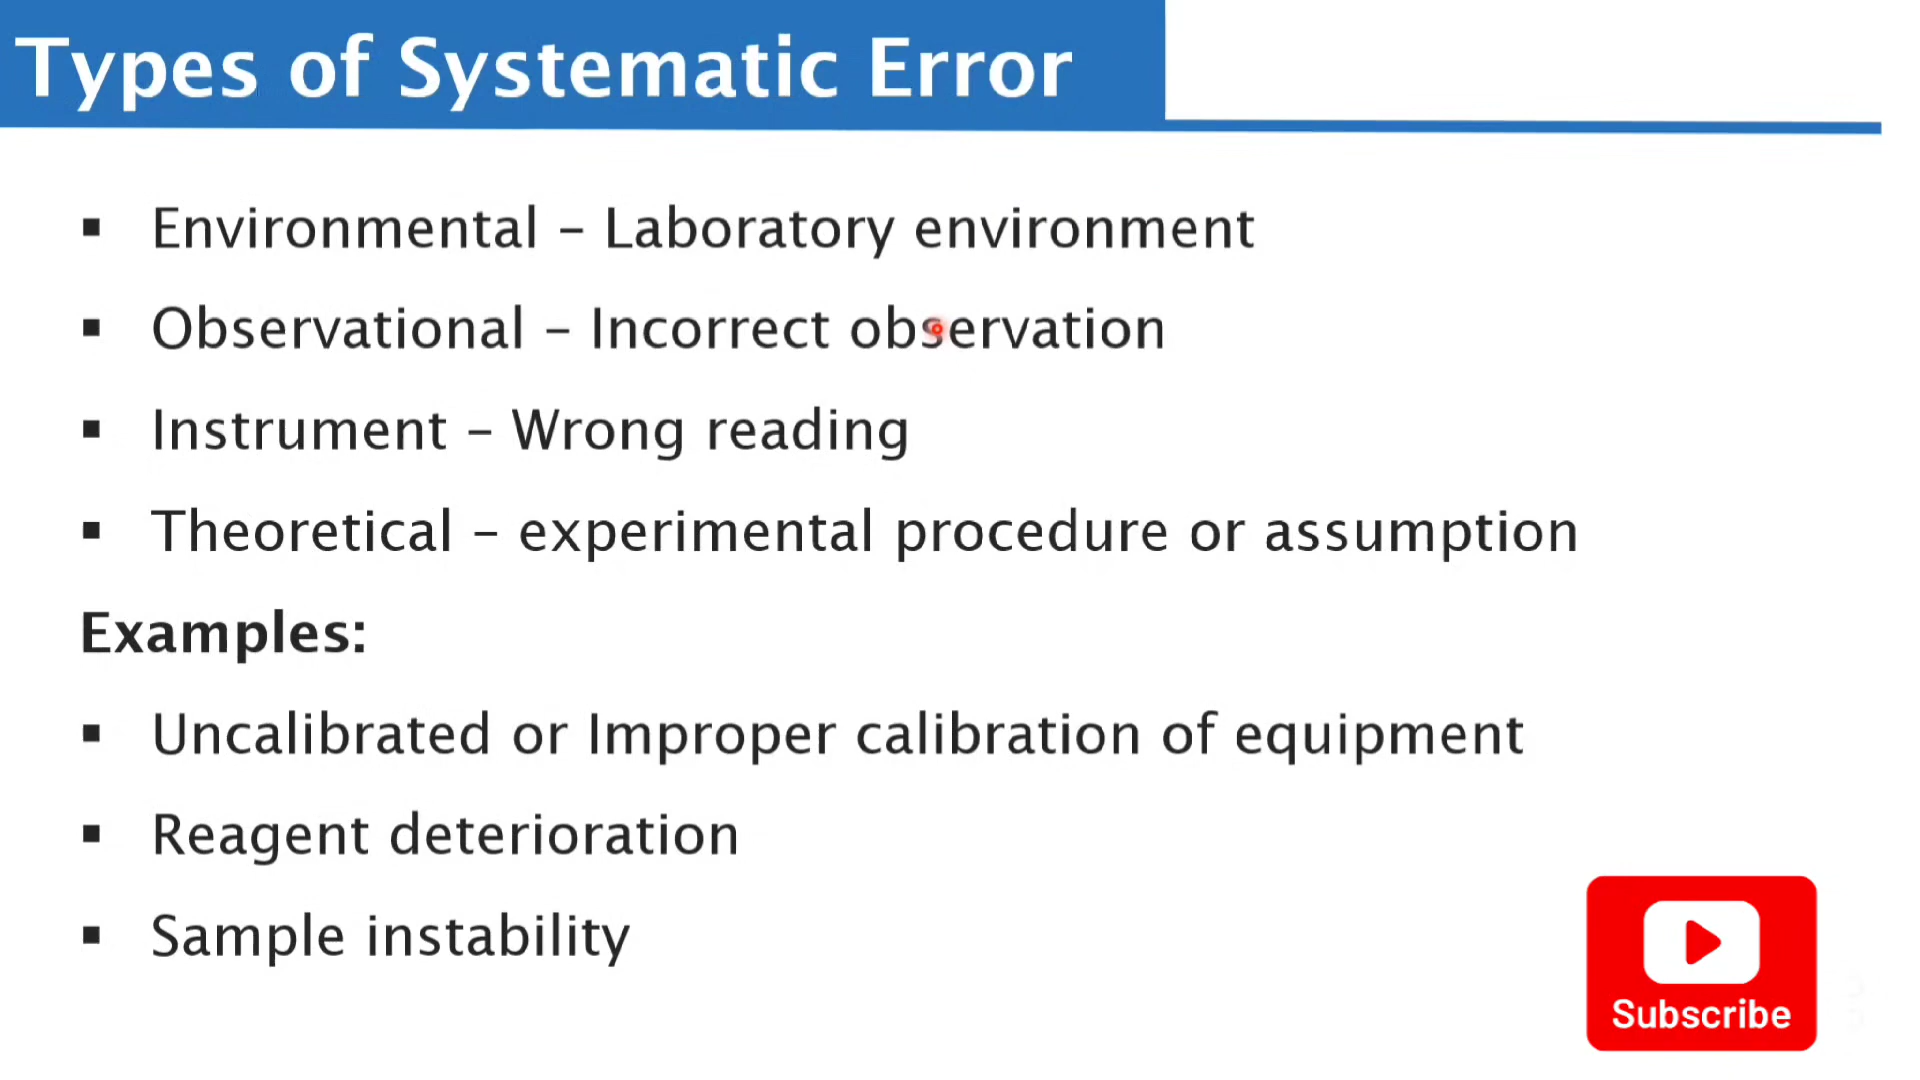 Types of Systematic Error
▪ Environmental – Laboratory environment
▪ Observational – Incorrect observation
▪ Instrument – Wrong reading
▪ Theoretical – experimental procedure or assumption
Examples:
▪ Uncalibrated or Improper calibration of equipment
▪ Reagent deterioration
▪ Sample instability
Subscribe